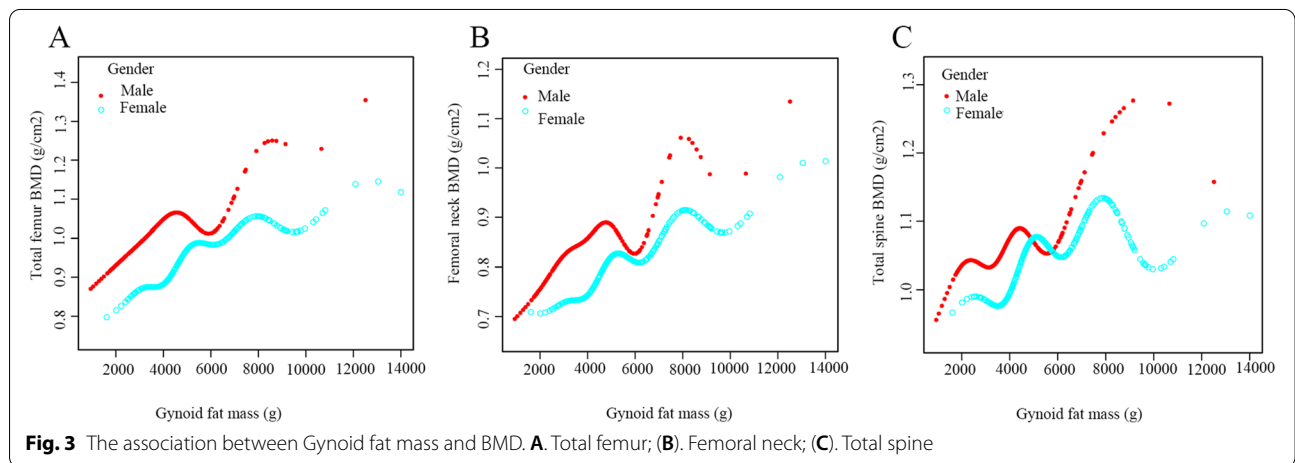 A
Total femur BMD (g/cm2)
1.4
1.3
1.2
1.1
1.0
0.9
0.8
Gender
Male
Female
2000 4000 6000 8000 10000 12000 14000
Gynoid fat mass (g)
B
Femoral neck BMD (g/cm2)
1.2
1.1
1.0
0.9
0.8
0.7
Gender
Male
Female
2000 4000 6000 8000 10000 12000 14000
Gynoid fat mass (g)
C
Total spine BMD (g/cm2)
1.3
1.2
1.1
1.0
Gender
Male
Female
2000 4000 6000 8000 10000 12000 14000
Gynoid fat mass (g)
Fig. 3 The association between Gynoid fat mass and BMD. A. Total femur; (B). Femoral neck; (C). Total spine